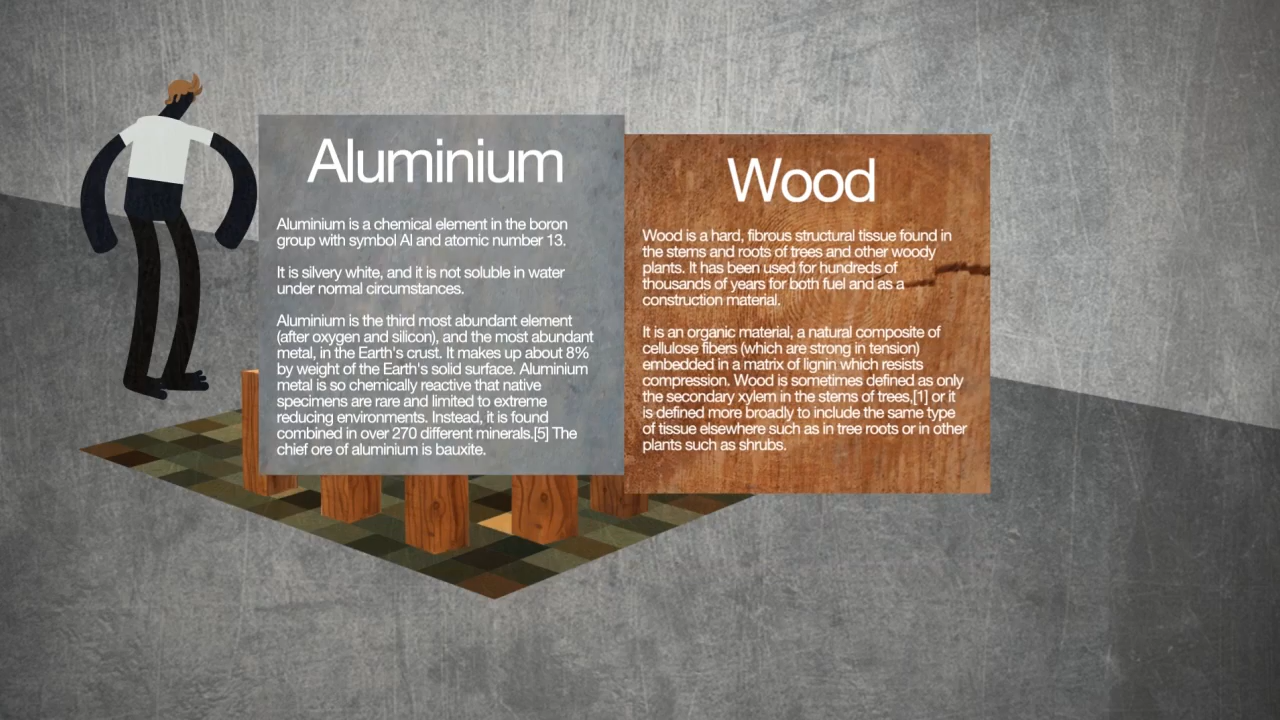 Aluminium
Aluminium is a chemical element in the boron
group with symbol Al and atomic number 13.
It is silvery white, and it is not soluble in water
under normal circumstances.
Aluminium is the third most abundant element
(after oxygen and silicon), and the most abundant
metal, in the Earth's crust. It makes up about 8%
by weight of the Earth's solid surface. Aluminium
metal is so chemically reactive that native
specimens are rare and limited to extreme
reducing environments. Instead, it is found
combined in over 270 different minerals.[5] The
chief ore of aluminium is bauxite.
Wood
Wood is a hard, fibrous structural tissue found in
the stems and roots of trees and other woody
plants. It has been used for hundreds of
thousands of years for both fuel and as a
construction material.
It is an organic material, a natural composite of
cellulose fibers (which are strong in tension)
embedded in a matrix of lignin which resists
compression. Wood is sometimes defined as only
the secondary xylem in the stems of trees,[1] or it
is defined more broadly to include the same type
of tissue elsewhere such as in tree roots or in other
plants such as shrubs.